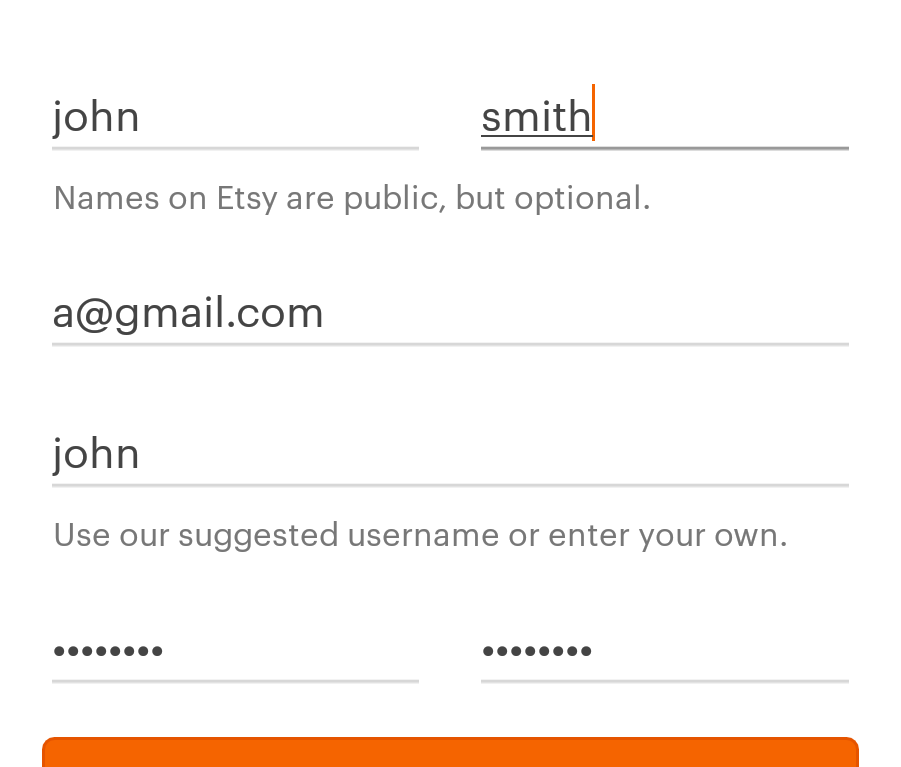 john smith
Names on Etsy are public, but optional.
a@gmail.com
john
Use our suggested username or enter your own.
•••••••• ••••••••